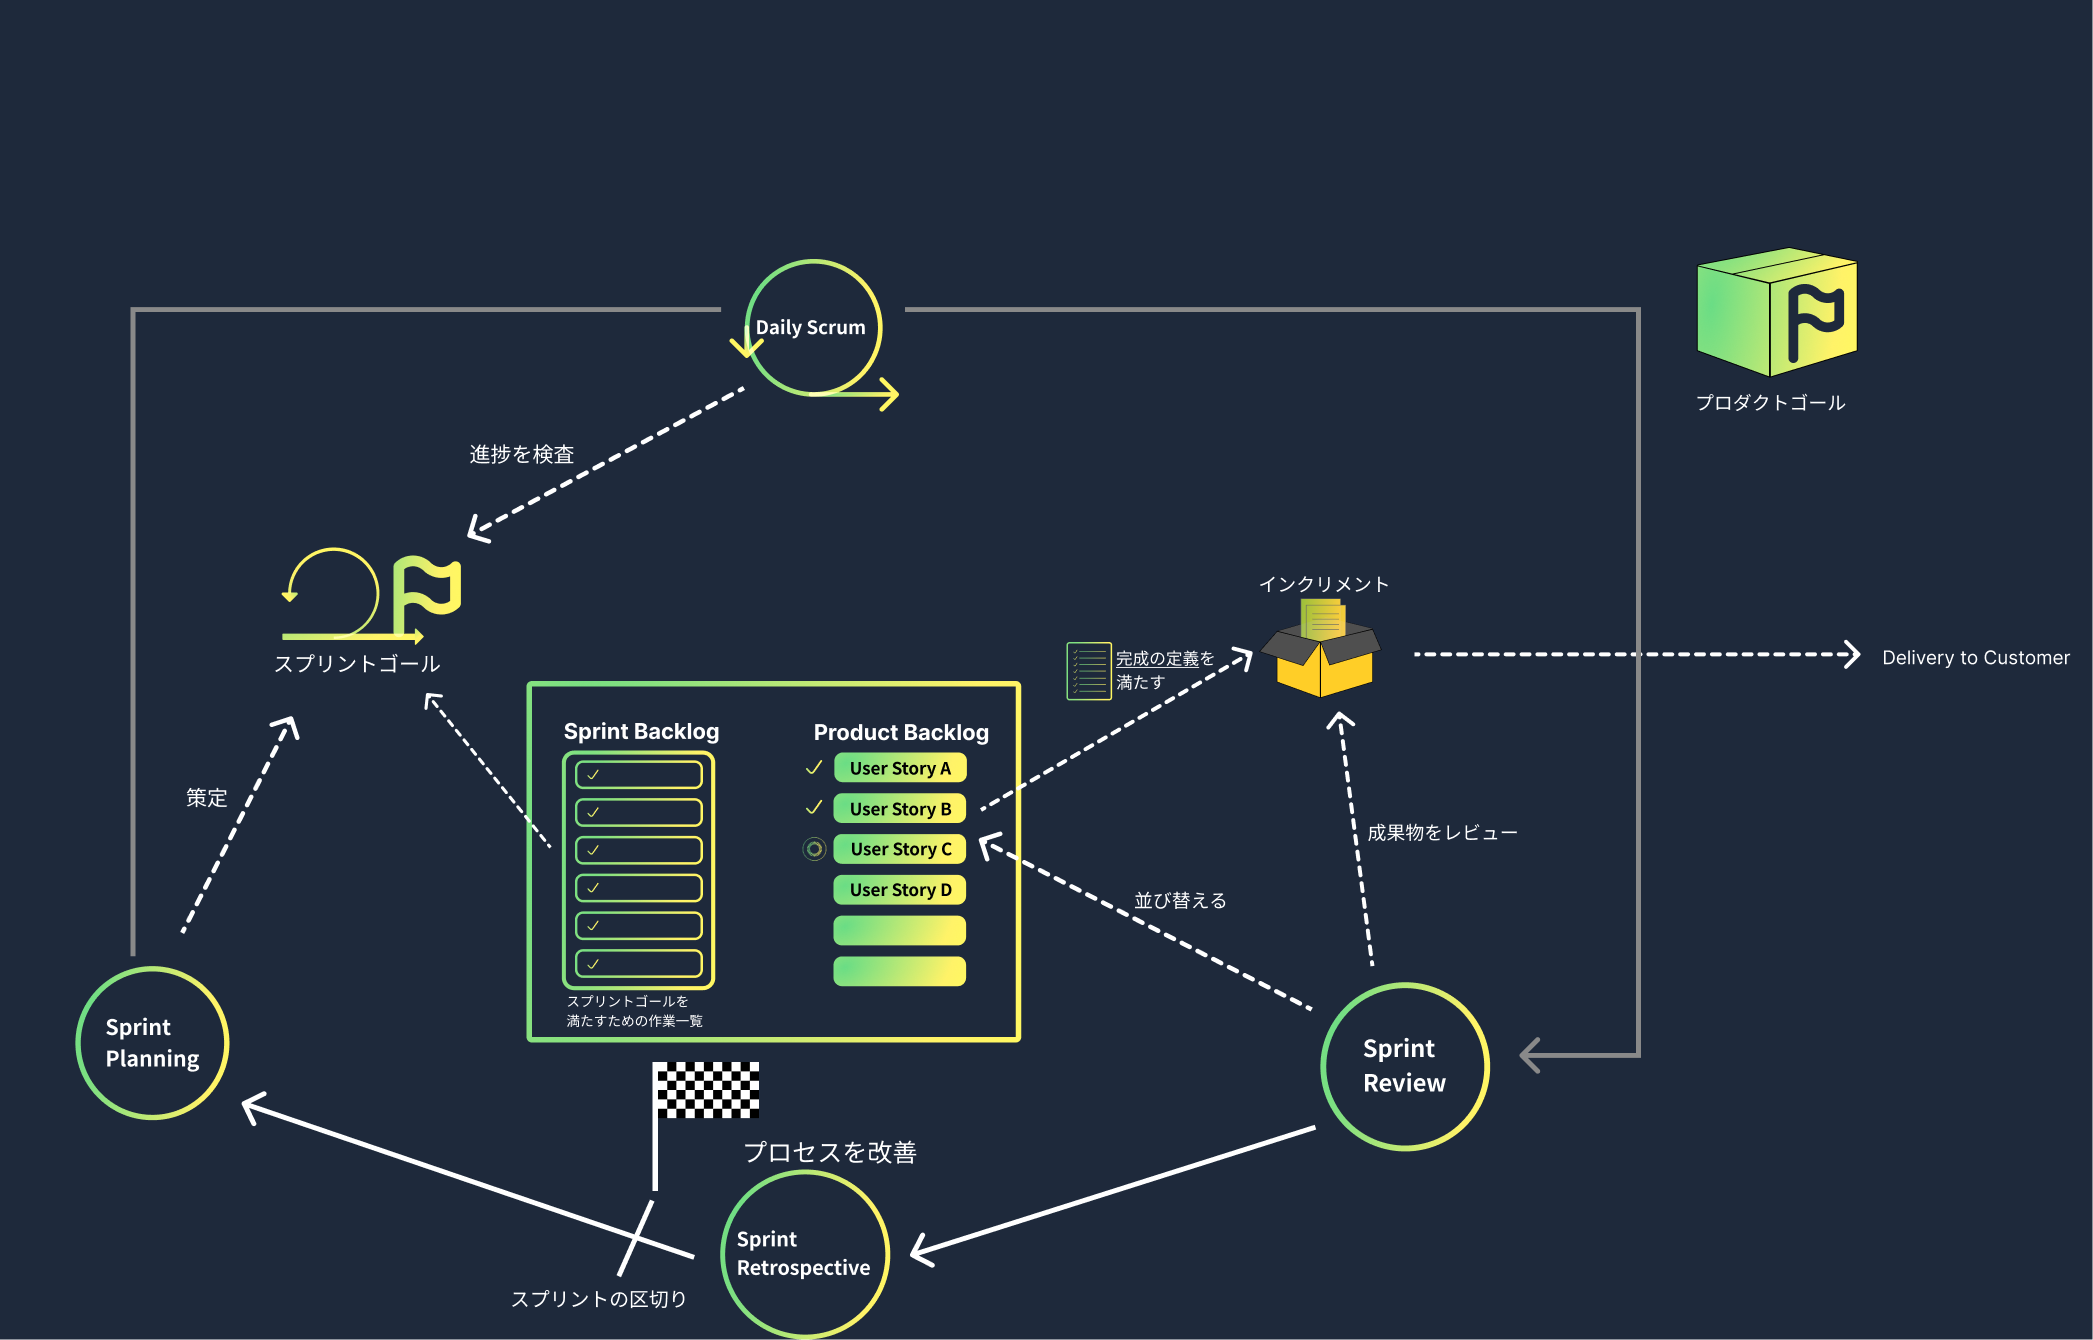 Daily Scrum
プロダクトゴール
進捗を検査
インクリメント
完成の定義を
満たす
Delivery to Customer
スプリントゴール
策定
Sprint Backlog
Product Backlog
User Story A
User Story B
User Story C
User Story D
スプリントゴールを
満たすための作業一覧
成果物をレビュー
並び替える
Sprint
Planning
Sprint
Review
プロセスを改善
Sprint
Retrospective
スプリントの区切り